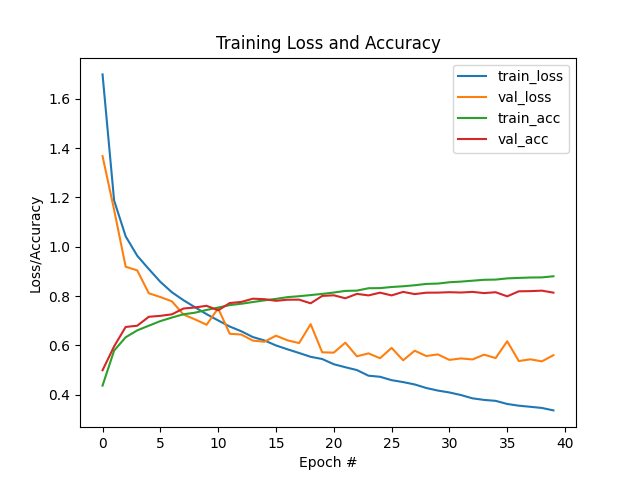 Training Loss and Accuracy
train_loss
val_loss
train_acc
val_acc
Loss/Accuracy
1.6
1.4
1.2
1.0
0.8
0.6
0.4
0 5 10 15 20 25 30 35 40
Epoch #